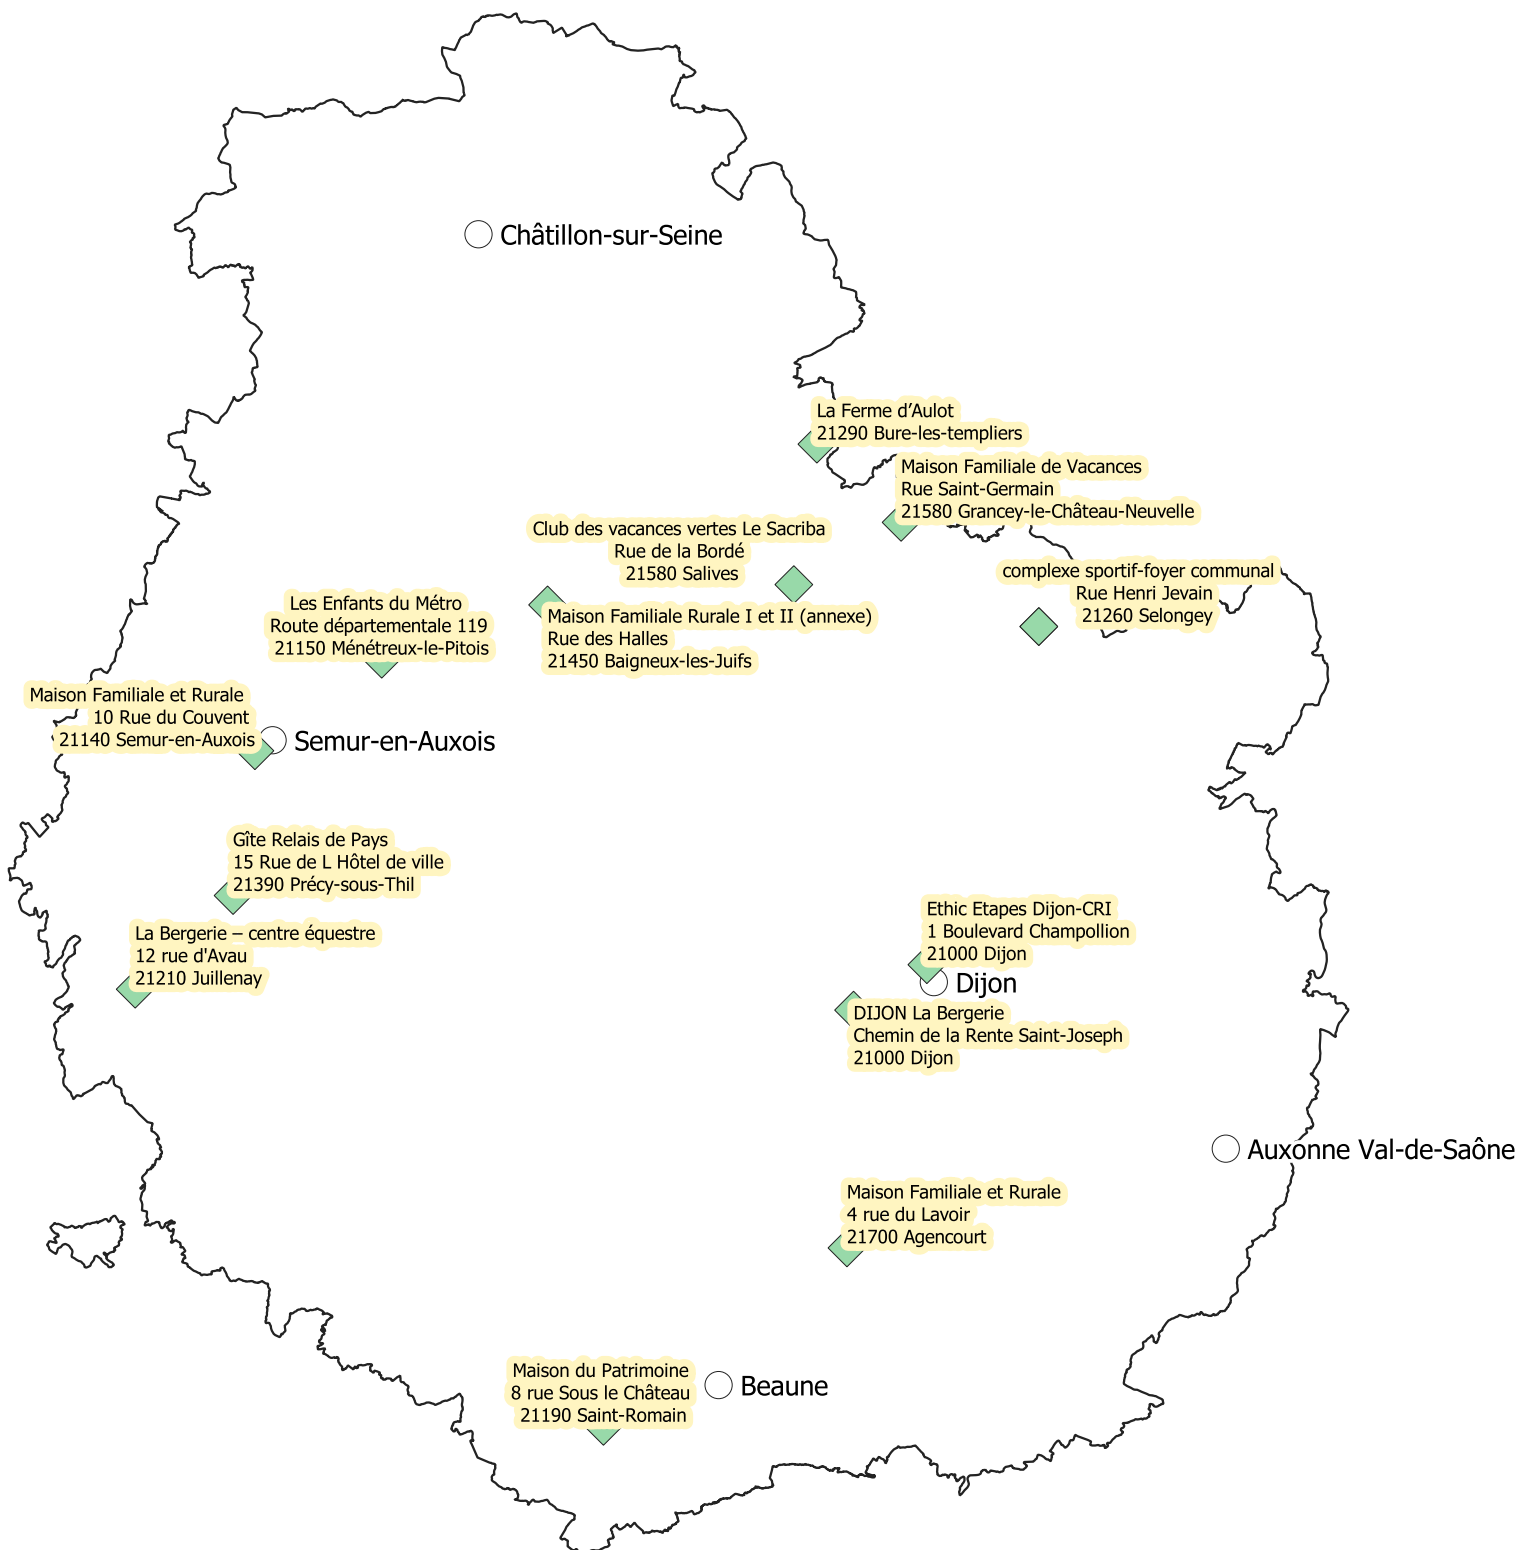 Châtillon-sur-Seine
La Ferme d’Aulot
21290 Bure-les-templiers
Maison Familiale de Vacances
Rue Saint-Germain
21580 Grancey-le-Château-Neuvelle
Club des vacances vertes Le Sacriba
Rue de la Bordé
21580 Salives
complexe sportif-foyer communal
Rue Henri Jevain
21260 Selongey
Les Enfants du Métro
Route départementale 119
21150 Ménétreux-le-Pitois
Maison Familiale Rurale I et II (annexe)
Rue des Halles
21450 Baigneux-les-Juifs
Maison Familiale et Rurale
10 Rue du Couvent
21140 Semur-en-Auxois
Semur-en-Auxois
Gîte Relais de Pays
15 Rue de L Hôtel de ville
21390 Précy-sous-Thil
La Bergerie – centre équestre
12 rue d'Avau
21210 Juillenay
Ethic Etapes Dijon-CRI
1 Boulevard Champollion
21000 Dijon
Dijon
DIJON La Bergerie
Chemin de la Rente Saint-Joseph
21000 Dijon
Auxonne Val-de-Saône
Maison Familiale et Rurale
4 rue du Lavoir
21700 Agencourt
Maison du Patrimoine
8 rue Sous le Château
21190 Saint-Romain
Beaune